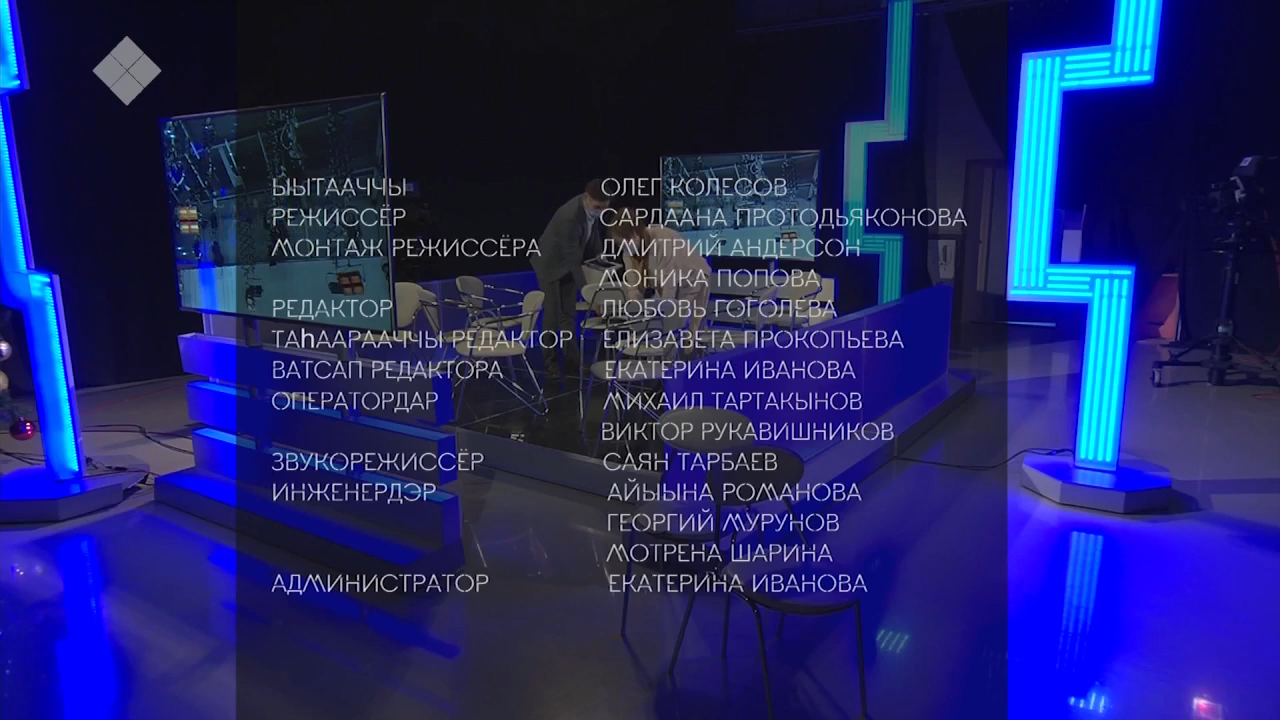 ЫЫТААЧЧЫ ОЛЕГ КОЛЕСОВ
РЕЖИССЁР САРДААНА ПРОТОДЬЯКОНОВА
МОНТАЖ РЕЖИССЁРА ДМИТРИЙ АНДЕРСОН
МОНИКА ПОПОВА
РЕДАКТОР ЛЮБОВЬ ГОГОЛЕВА
ТАҺААРААЧЧЫ РЕДАКТОР ЕЛИЗАВЕТА ПРОКОПЬЕВА
ВАТСАП РЕДАКТОРА ЕКАТЕРИНА ИВАНОВА
ОПЕРАТОРДАР МИХАИЛ ТАРТАКЫНОВ
ВИКТОР РУКАВИШНИКОВ
ЗВУКОРЕЖИССЁР САЯН ТАРБАЕВ
ИНЖЕНЕРДЭР АЙЫЫНА РОМАНОВА
ГЕОРГИЙ МУРУНОВ
МОТРЕНА ШАРИНА
АДМИНИСТРАТОР ЕКАТЕРИНА ИВАНОВА